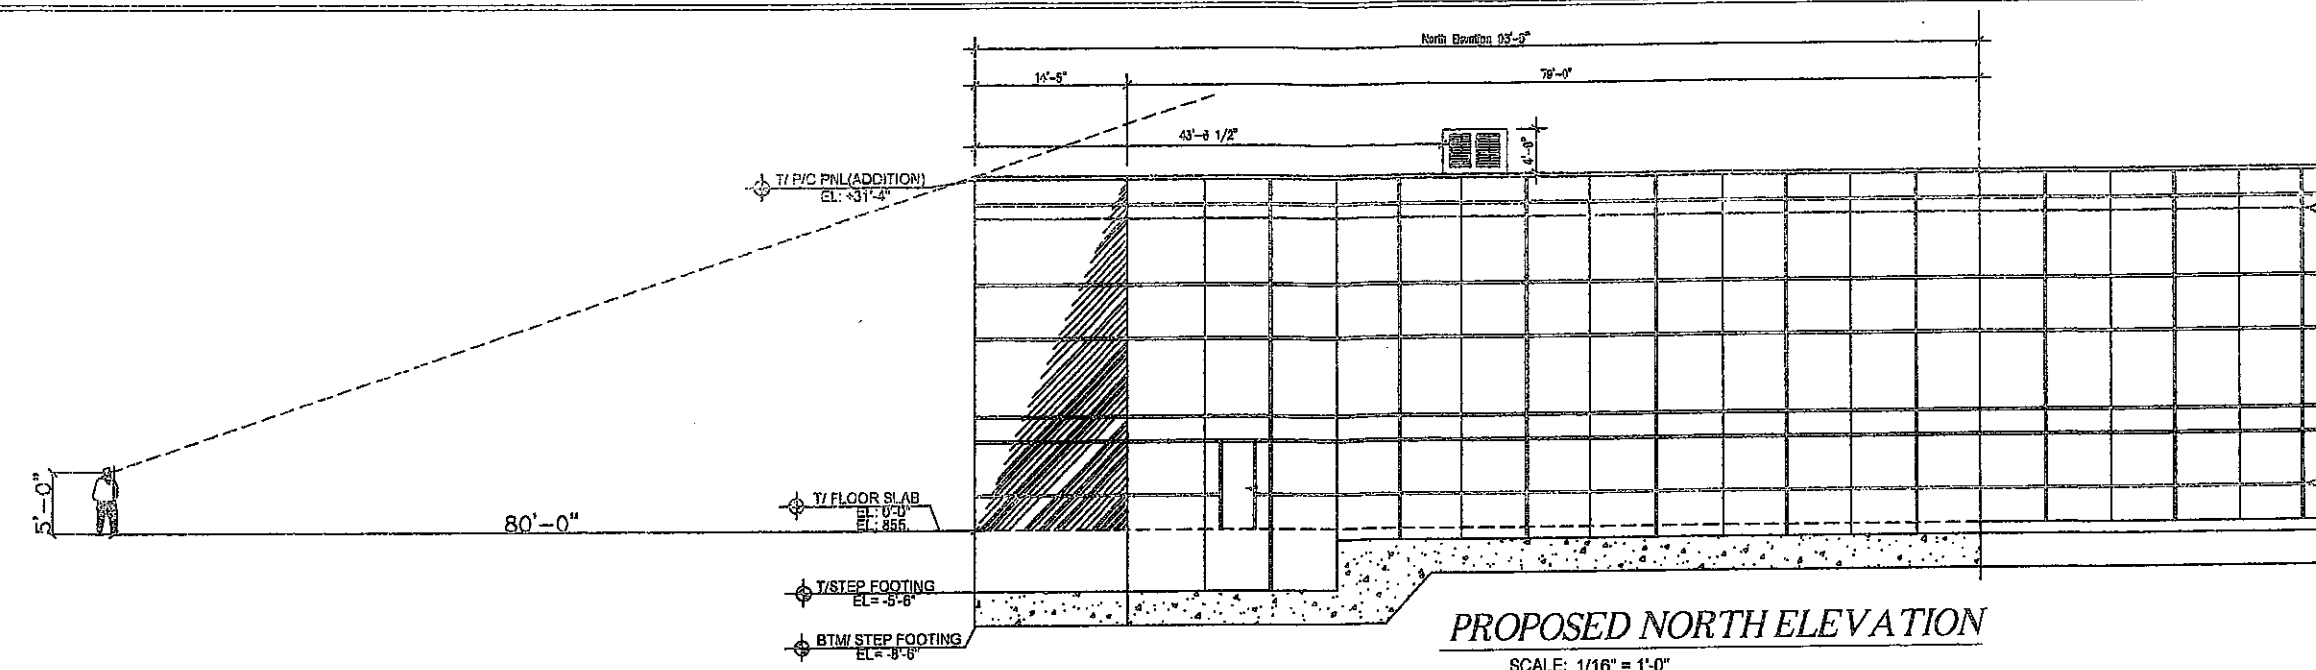 North Elevation 93'-5"
14'-5"
79'-0"
43'-6 1/2"
4'-0"
T/ P/C PNL(ADDITION)
EL: +31'-4"
5'-0"
80'-0"
T/ FLOOR SLAB
EL: 0'-0"
EL: 855
T/STEP FOOTING
EL= -5'-6"
BTM/ STEP FOOTING
EL= -8'-6"
PROPOSED NORTH ELEVATION
SCALE: 1/16" = 1'-0"